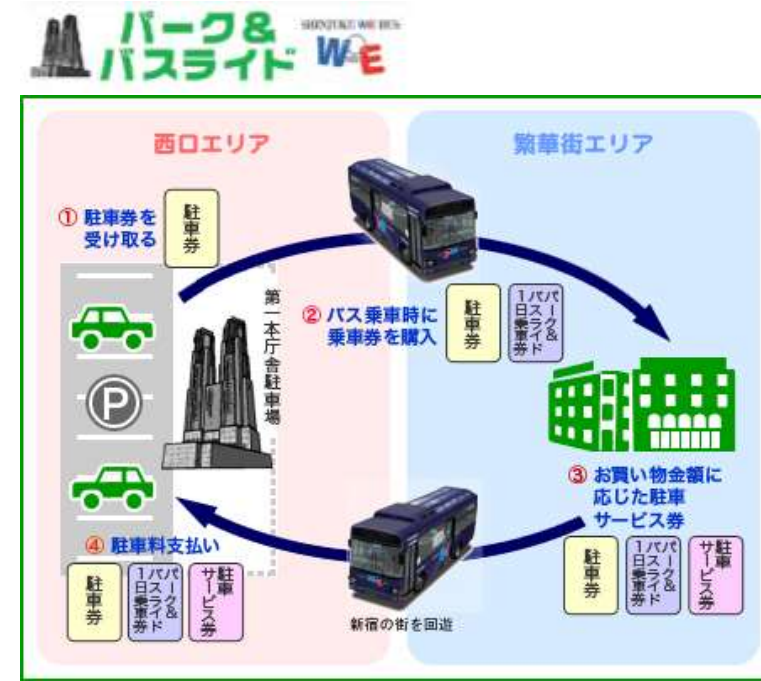 パーク&
バスライド
SHINJUKU WE BUS
WE
西口エリア
繁華街エリア
① 駐車券を
受け取る
駐車券
第一本庁舎駐車場
② バス乗車時に
乗車券を購入
駐車券
パーク&
バスライド
1日乗車券
P
③ お買い物金額に
応じた駐車
サービス券
駐車券
パーク&
バスライド
1日乗車券
駐車
サービス券
④ 駐車料支払い
駐車券
パーク&
バスライド
1日乗車券
駐車
サービス券
新宿の街を回遊